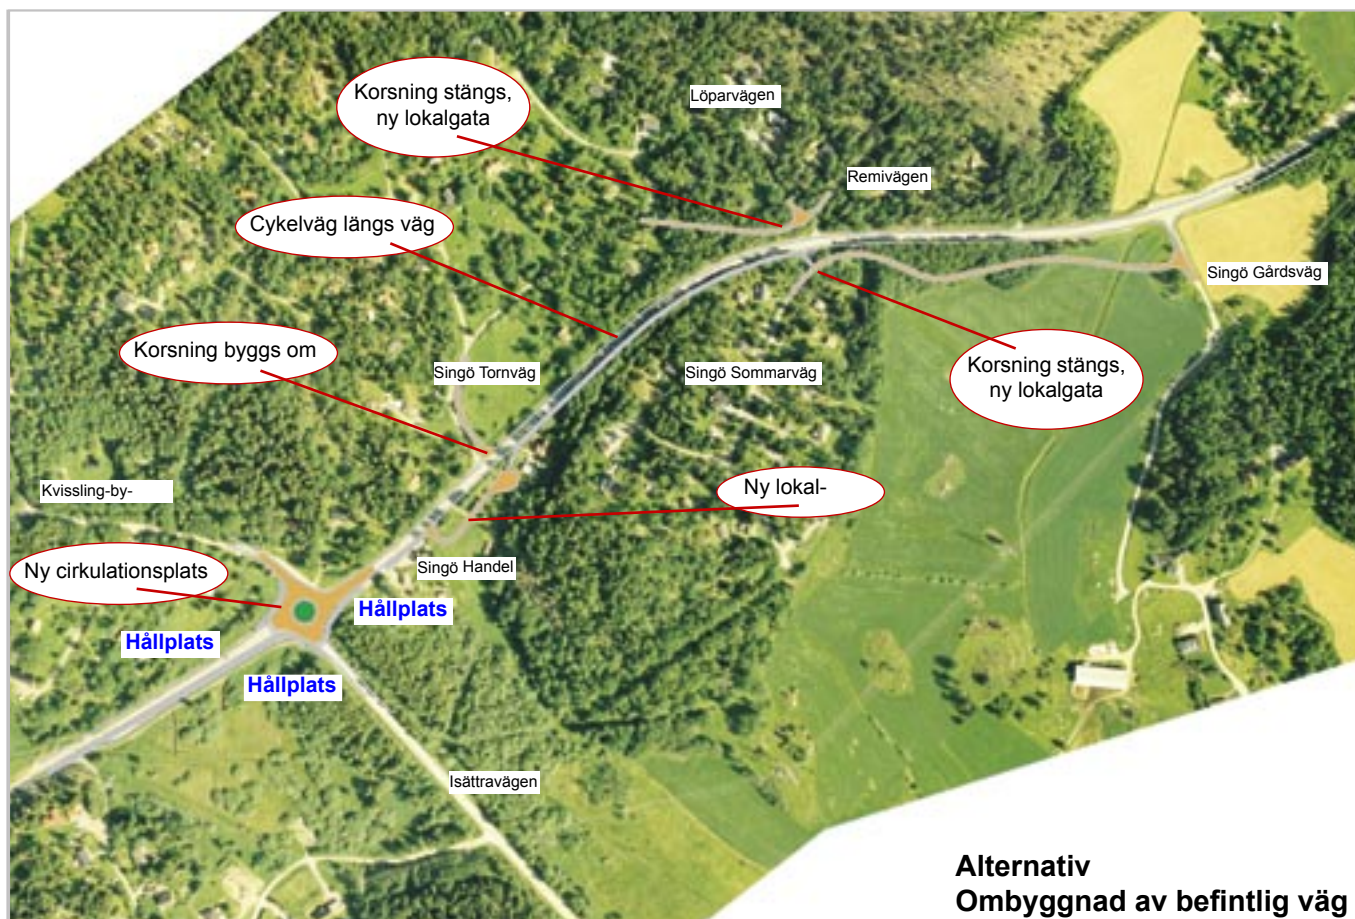 Korsning stängs,
ny lokalgata
Löparvägen
Remivägen
Cykelväg längs väg
Singö Gårdsväg
Korsning byggs om
Singö Tornväg
Singö Sommarväg
Korsning stängs,
ny lokalgata
Kvissling-by-
Ny lokal-
Singö Handel
Ny cirkulationsplats
Hållplats
Hållplats
Hållplats
Isättravägen
Alternativ
Ombyggnad av befintlig väg